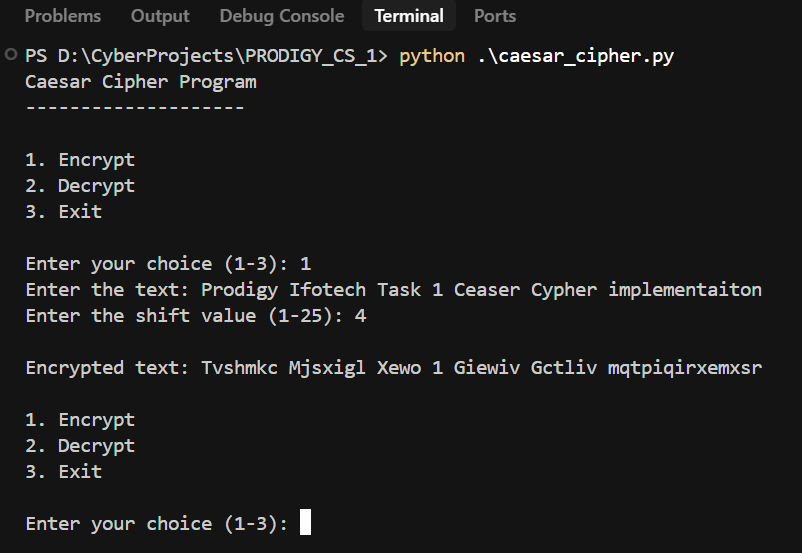 Problems Output Debug Console Terminal Ports
PS D:\CyberProjects\PRODIGY_CS_1> python .\caesar_cipher.py
Caesar Cipher Program
--------------------
1. Encrypt
2. Decrypt
3. Exit
Enter your choice (1-3): 1
Enter the text: Prodigy Ifotech Task 1 Ceaser Cypher implementaiton
Enter the shift value (1-25): 4
Encrypted text: Tvshmkc Mjsxigl Xewo 1 Giewiv Gctliv mqtpiqirxemxsr
1. Encrypt
2. Decrypt
3. Exit
Enter your choice (1-3):